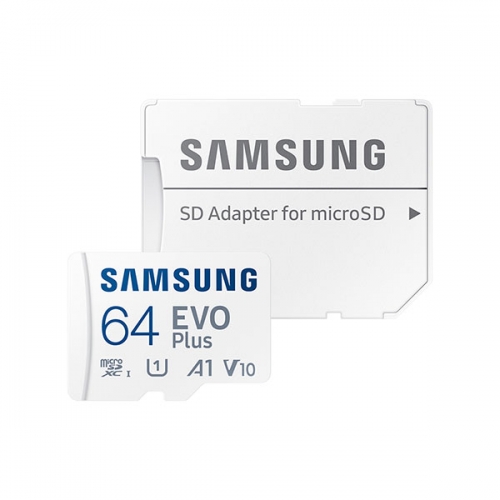 SAMSUNG
SD Adapter for microSD ▶
SAMSUNG
64 EVO Plus
micro SD XC I U1 A1 V10